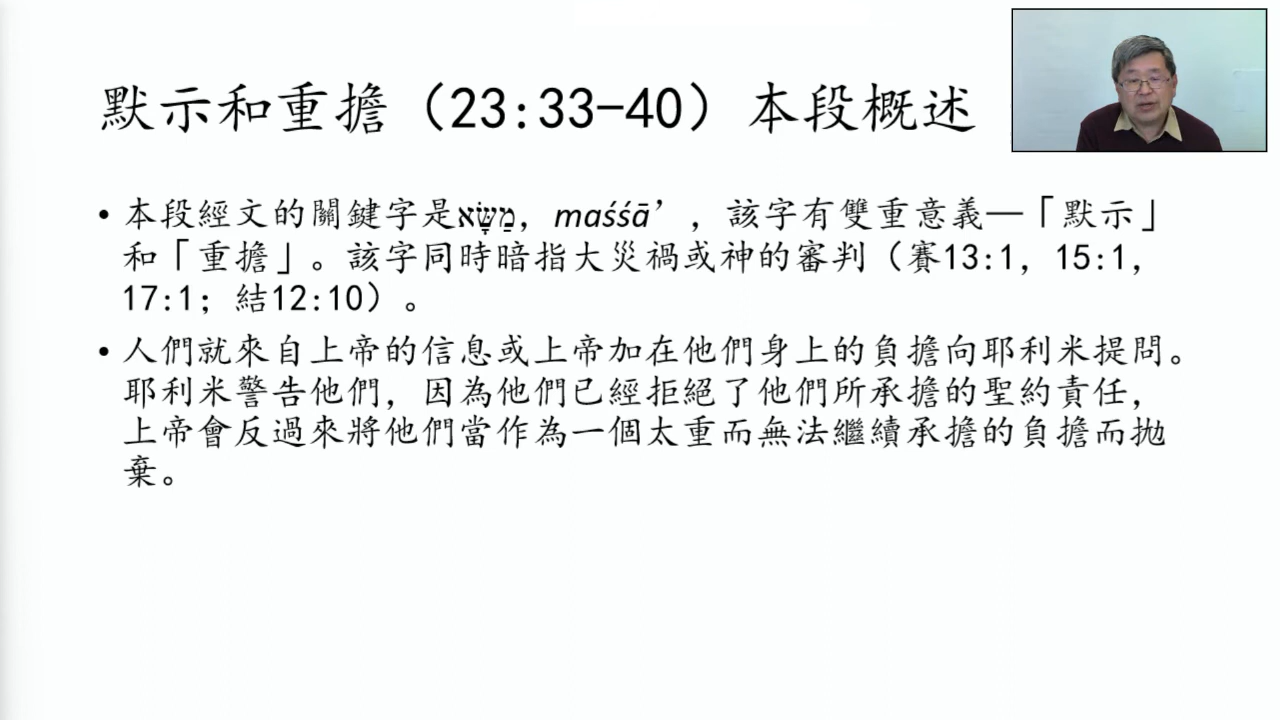 默示和重擔（23:33-40）本段概述
• 本段經文的關鍵字是מַשָּׂא, maśśā’, 該字有雙重意義—「默示」
和「重擔」。該字同時暗指大災禍或神的審判（賽13:1, 15:1,
17:1; 結12:10）。
• 人們就來自上帝的信息或上帝加在他們身上的負擔向耶利米提問。
耶利米警告他們, 因為他們已經拒絕了他們所承擔的聖約責任,
上帝會反過來將他們當作為一個太重而無法繼續承擔的負擔而拋
棄。